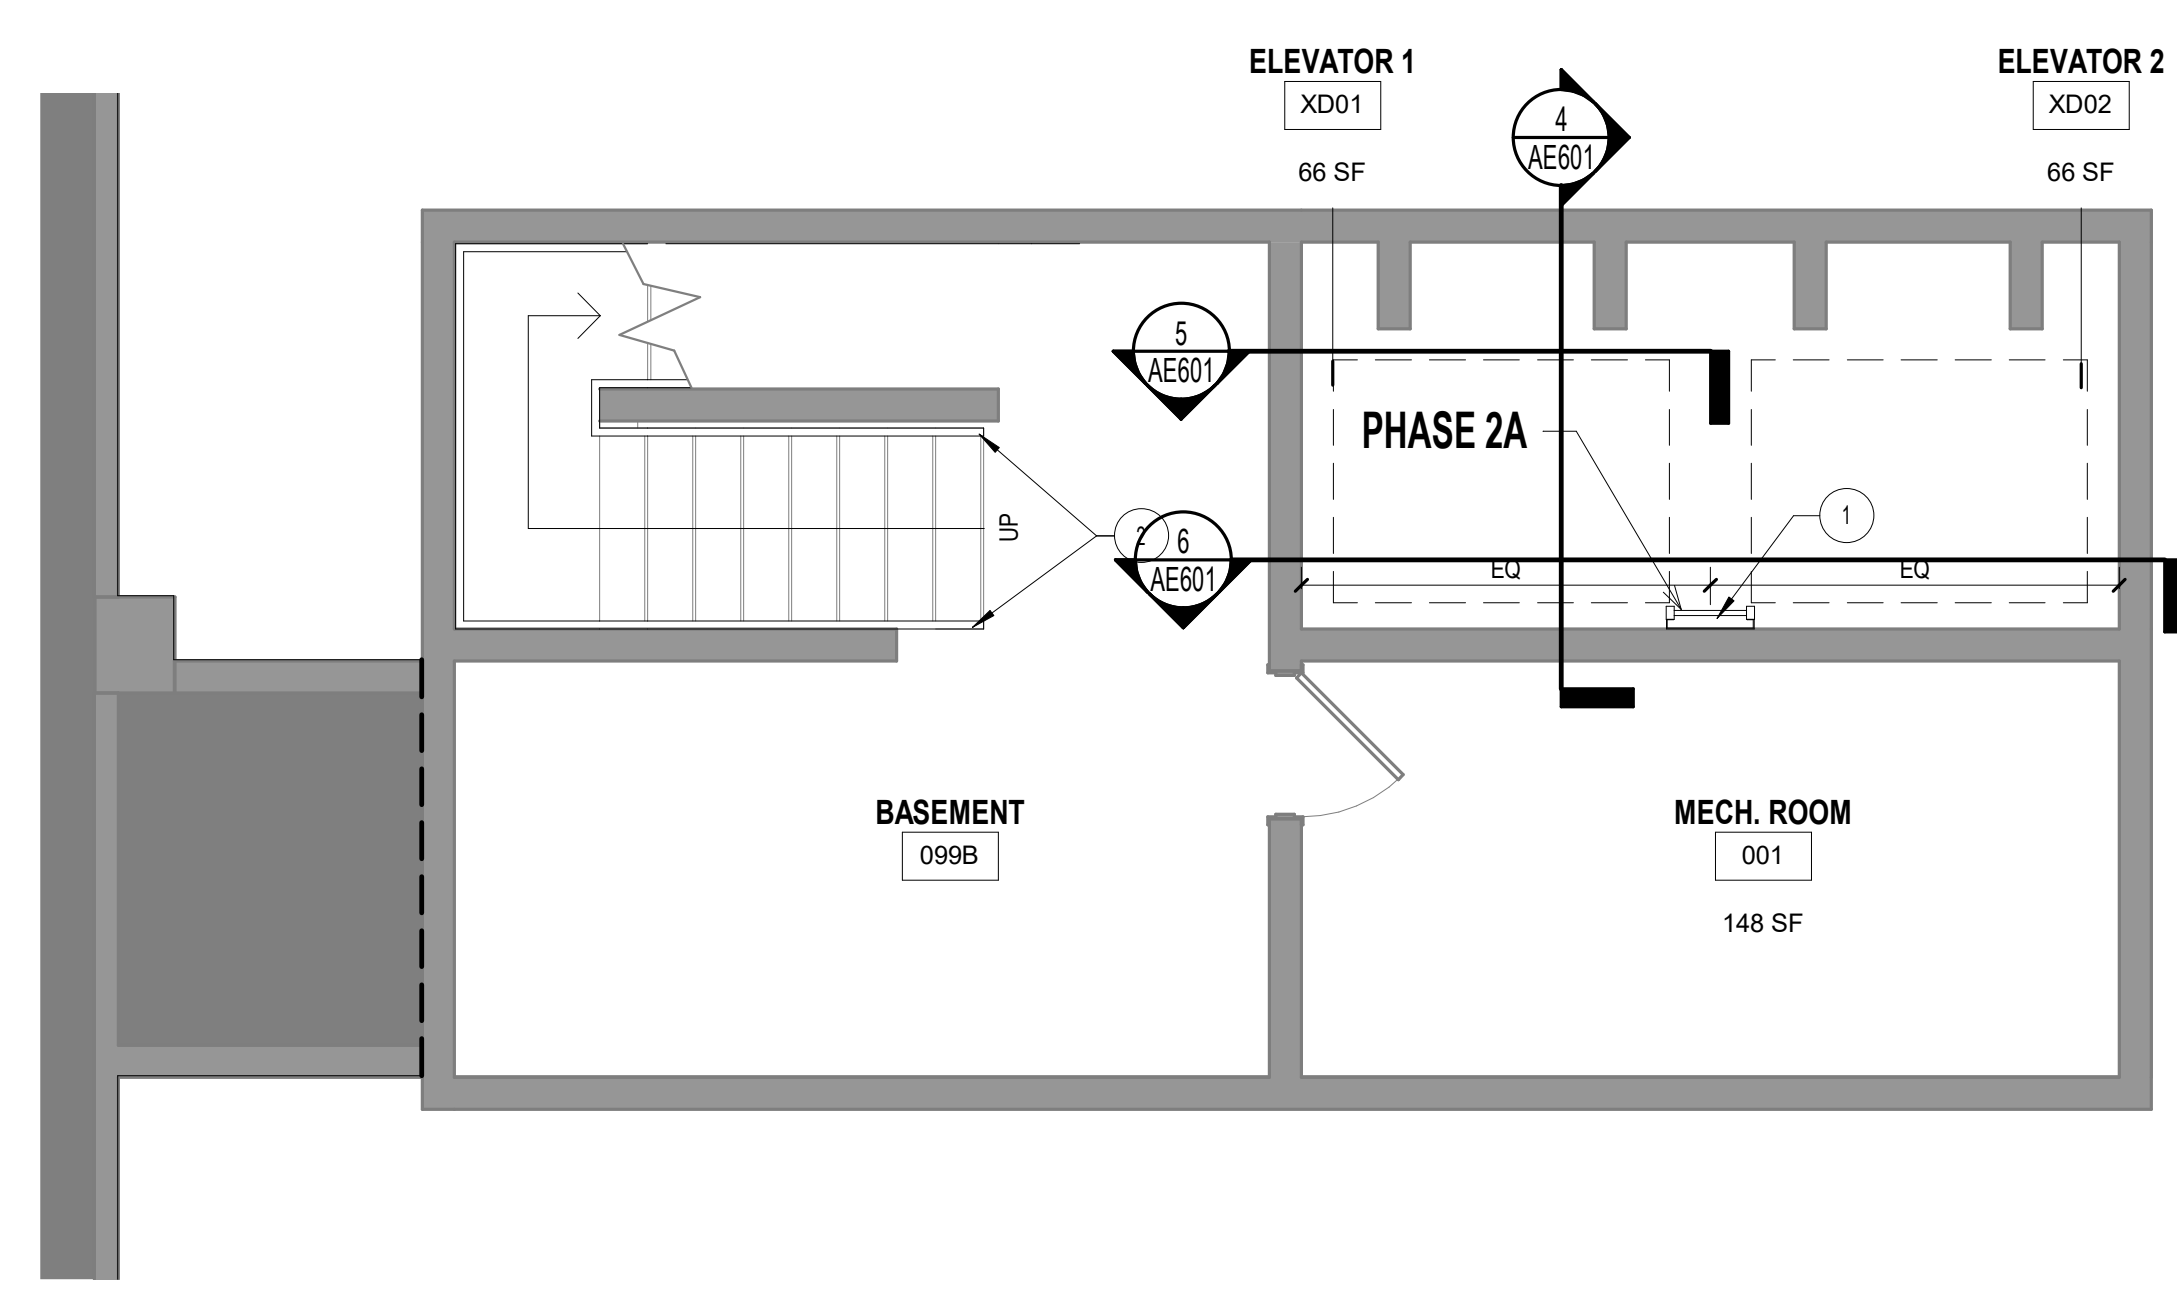 ELEVATOR 1
XD01
66 SF
4
AE601
ELEVATOR 2
XD02
66 SF
5
AE601
PHASE 2A
1
UP
2
6
AE601
EQ
EQ
BASEMENT
099B
MECH. ROOM
001
148 SF